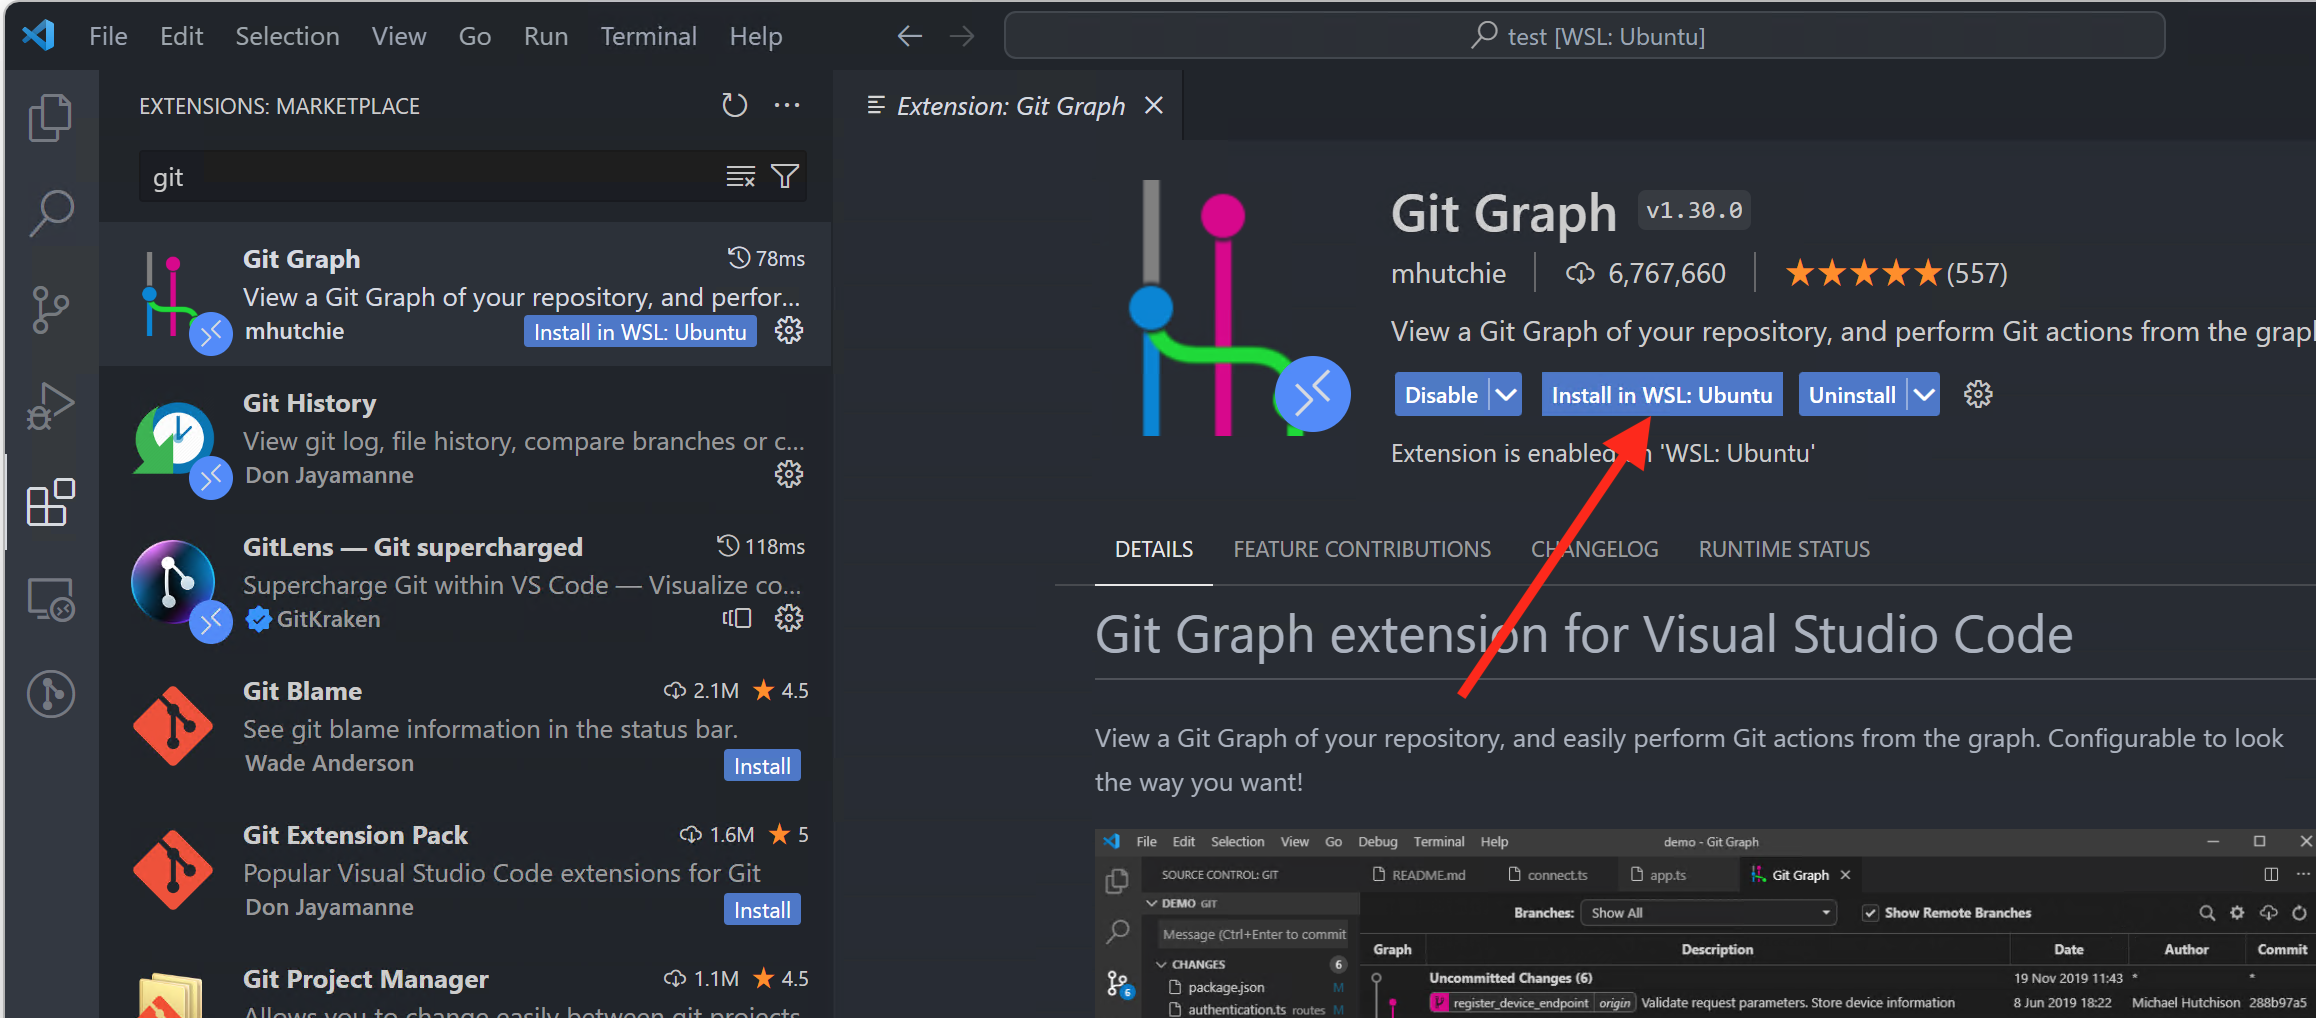 File Edit Selection View Go Run Terminal Help
test [WSL: Ubuntu]
EXTENSIONS: MARKETPLACE
git
Git Graph 78ms
View a Git Graph of your repository, and perfor...
mhutchie Install in WSL: Ubuntu
Git History
View git log, file history, compare branches or c...
Don Jayamanne
GitLens — Git supercharged 118ms
Supercharge Git within VS Code — Visualize co...
GitKraken
Git Blame 2.1M 4.5
See git blame information in the status bar.
Wade Anderson Install
Git Extension Pack 1.6M 5
Popular Visual Studio Code extensions for Git
Don Jayamanne Install
Git Project Manager 1.1M 4.5
Allows you to change easily between git projects
Extension: Git Graph
Git Graph v1.30.0
mhutchie 6,767,660 (557)
View a Git Graph of your repository, and perform Git actions from the grap
Disable Install in WSL: Ubuntu Uninstall
Extension is enabled 'WSL: Ubuntu'
DETAILS FEATURE CONTRIBUTIONS CHANGELOG RUNTIME STATUS
Git Graph extension for Visual Studio Code
View a Git Graph of your repository, and easily perform Git actions from the graph. Configurable to look
the way you want!
File Edit Selection View Go Debug Terminal Help demo - Git Graph
SOURCE CONTROL: GIT README.md connect.ts app.ts Git Graph
DEMO GIT
Branches: Show All Show Remote Branches
Message (Ctrl+Enter to commit
Graph Description Date Author Commit
CHANGES 6
Uncommitted Changes (6) 19 Nov 2019 11:43 * *
package.json M
6
register_device_endpoint origin Validate request parameters. Store device information 8 Jun 2019 18:22 Michael Hutchison 288b97a5
authentication.ts routes M